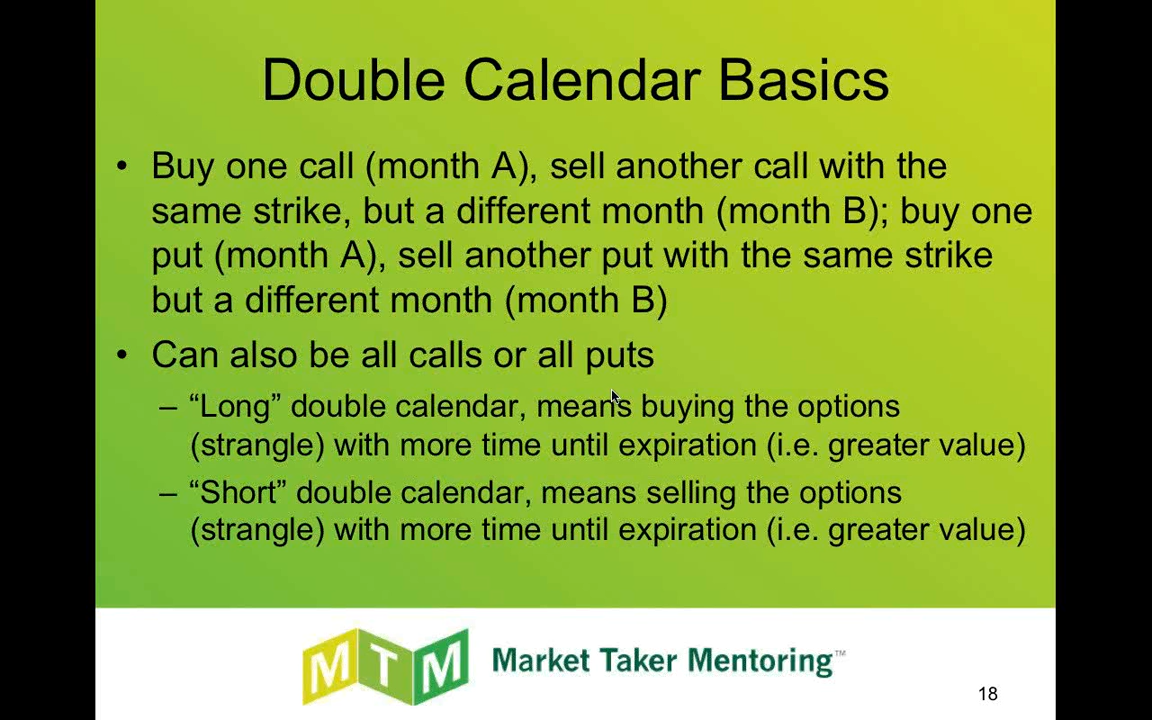 Double Calendar Basics
• Buy one call (month A), sell another call with the
same strike, but a different month (month B); buy one
put (month A), sell another put with the same strike
but a different month (month B)
• Can also be all calls or all puts
– “Long” double calendar, means buying the options
(strangle) with more time until expiration (i.e. greater value)
– “Short” double calendar, means selling the options
(strangle) with more time until expiration (i.e. greater value)
MTM Market Taker Mentoring™
18